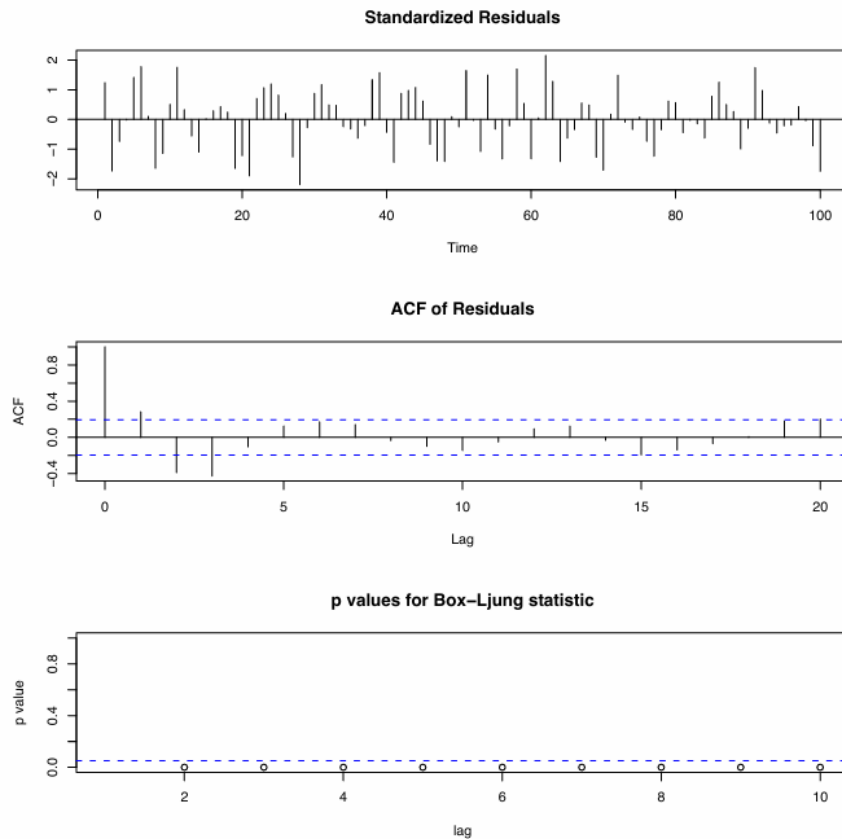 Standardized Residuals
2
1
0
−1
−2
0 20 40 60 80 100
Time
ACF of Residuals
ACF
0.8
0.4
0.0
−0.4
0 5 10 15 20
Lag
p values for Box−Ljung statistic
p value
0.8
0.4
0.0
2 4 6 8 10
lag